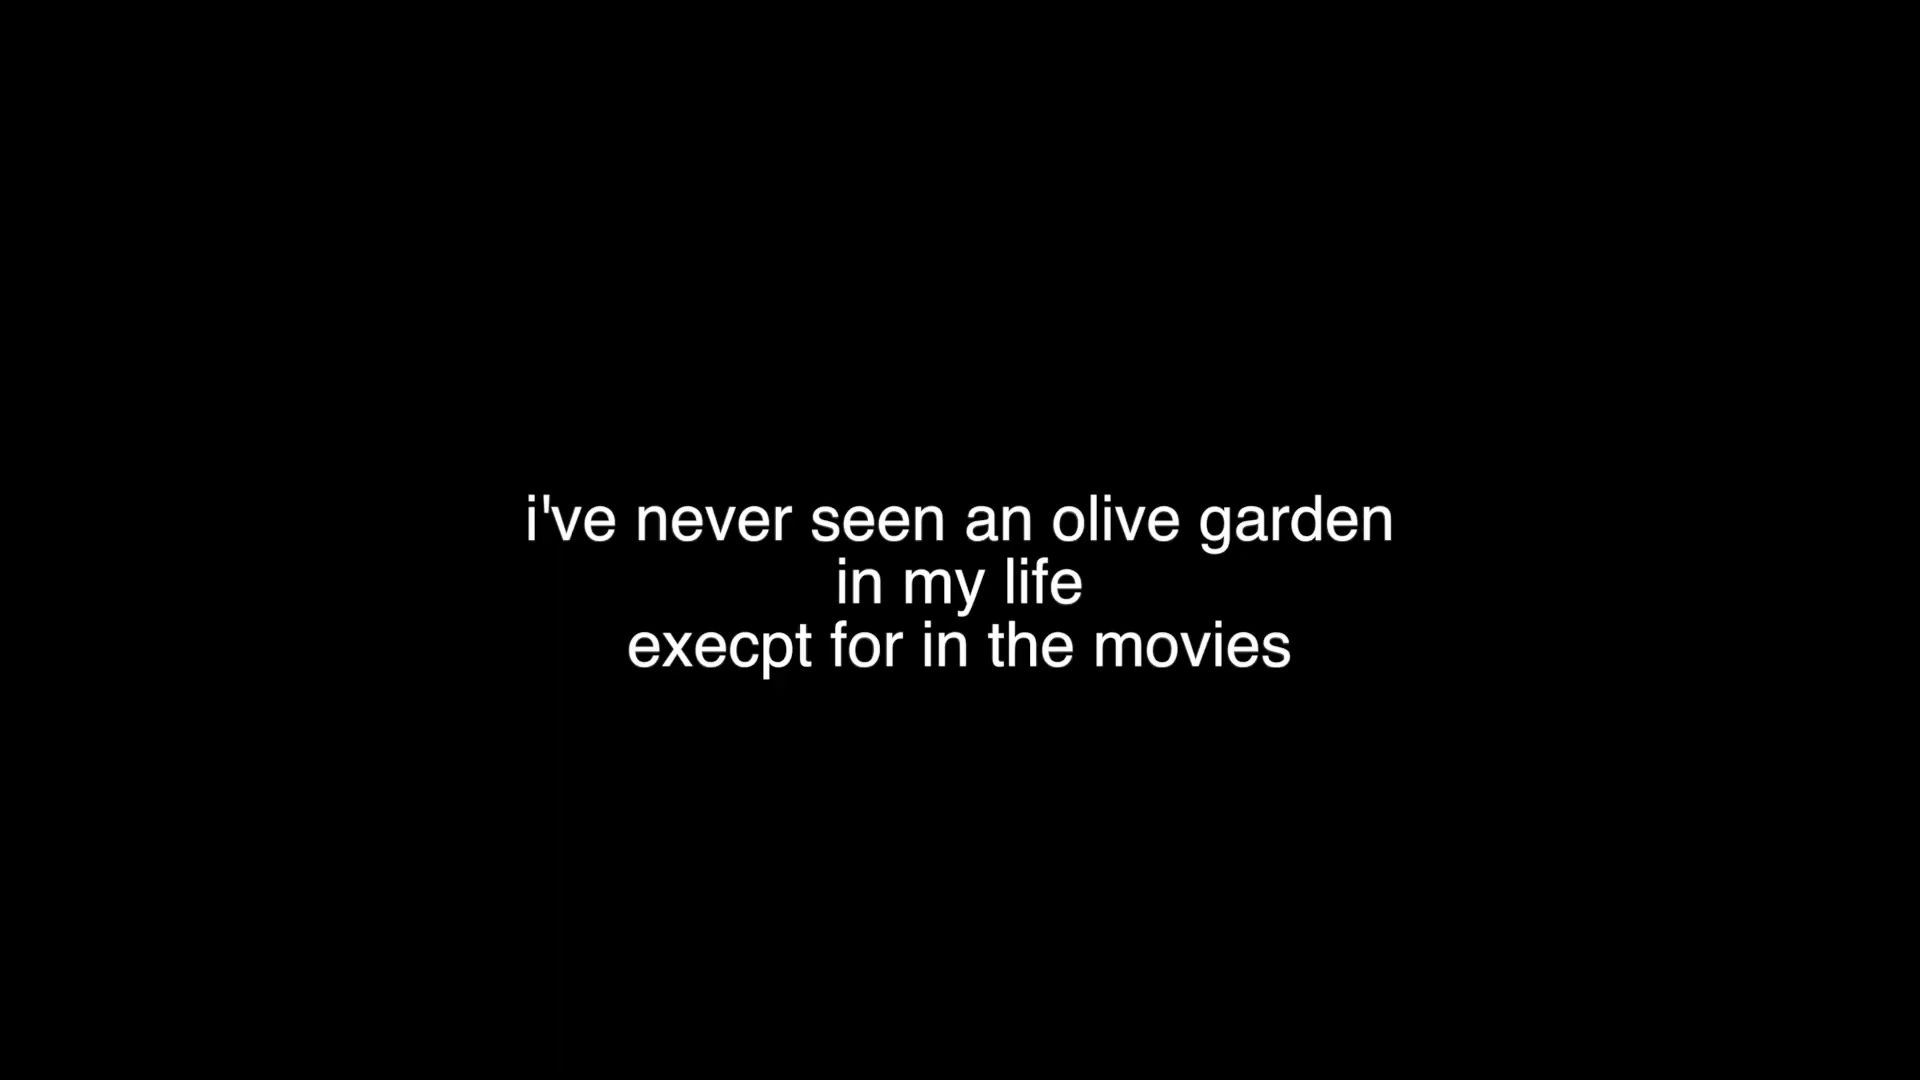 i've never seen an olive garden
in my life
execpt for in the movies